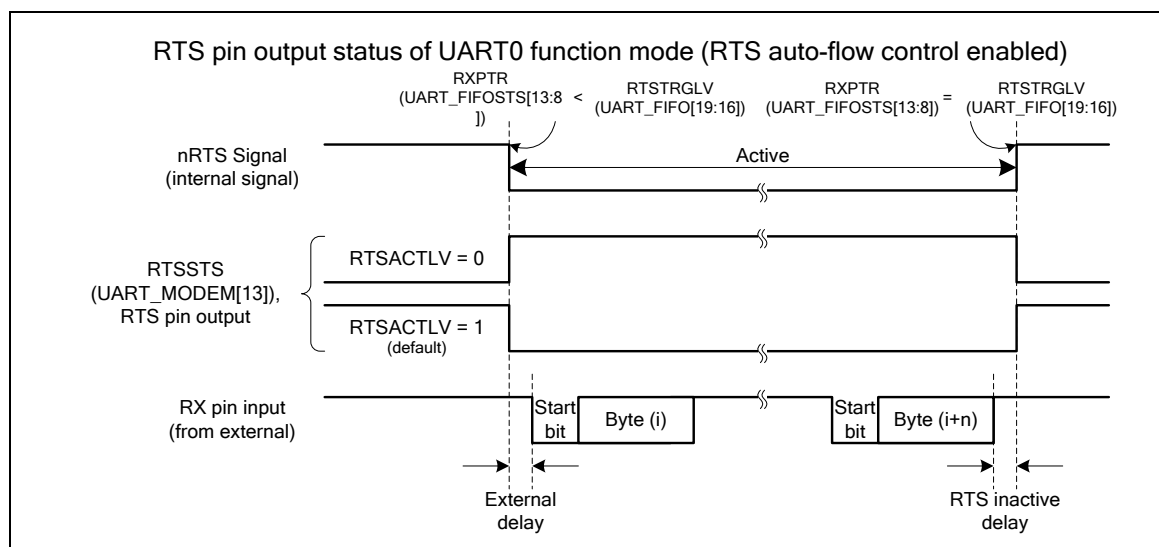 RTS pin output status of UART0 function mode (RTS auto-flow control enabled)
RXPTR
(UART_FIFOSTS[13:8
])
<
RTSTRGLV
(UART_FIFO[19:16])
RXPTR
(UART_FIFOSTS[13:8])
=
RTSTRGLV
(UART_FIFO[19:16])
nRTS Signal
(internal signal)
Active
RTSSTS
(UART_MODEM[13]),
RTS pin output
RTSACTLV = 0
RTSACTLV = 1
(default)
RX pin input
(from external)
Start
bit
Byte (i)
Start
bit
Byte (i+n)
External
delay
RTS inactive
delay